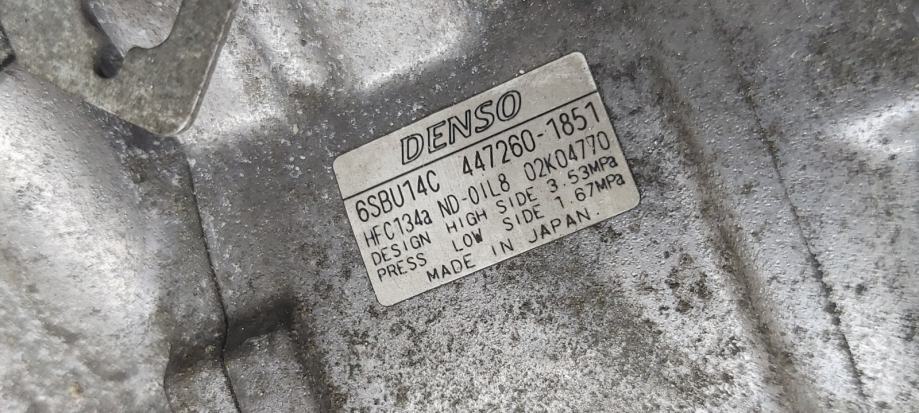 DENSO
6SBU14C 447260-1851
HFC134a ND-OIL8 02K04770
DESIGN HIGH SIDE 3.53MPa
PRESS LOW SIDE 1.67MPa
MADE IN JAPAN.